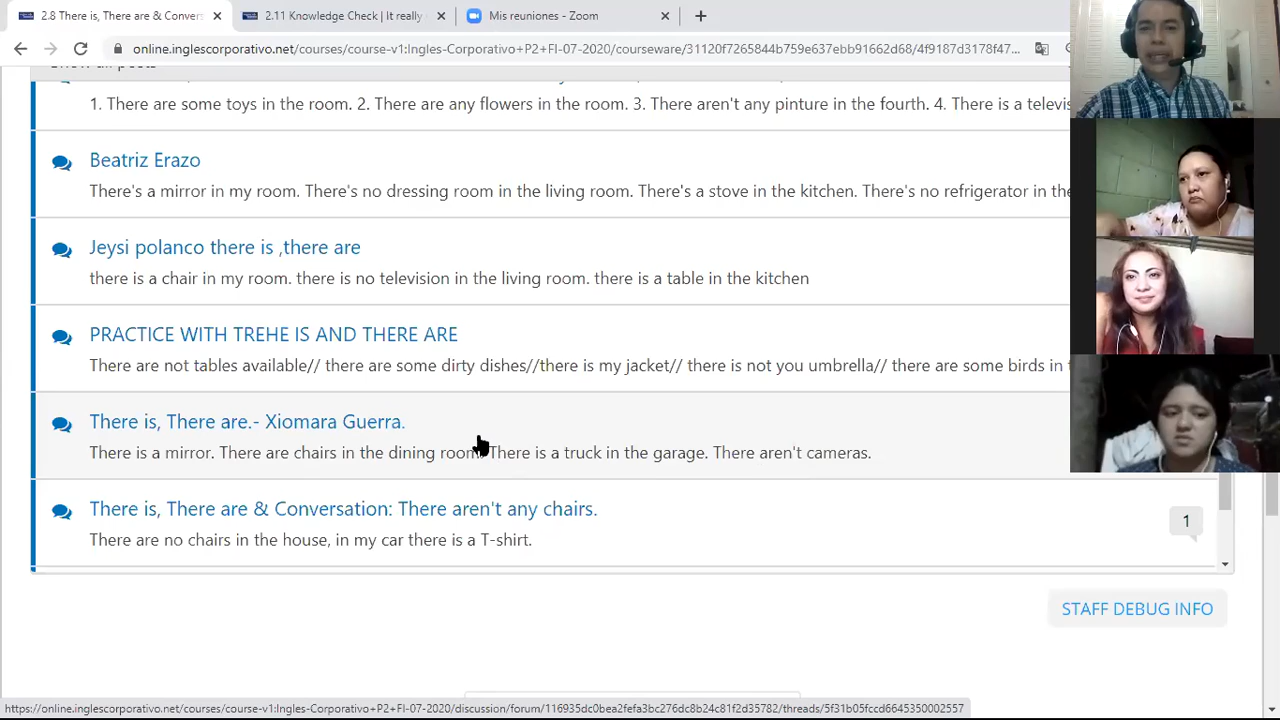 2.8 There is, There are & Conver
2.11 Knowledge Check | It really
Mis reuniones - Zoom
online.inglescorporativo.net/courses/course-v1:Ingles-Corporativo+P2+FI-07-2020/courseware/31120f7265844b759e637ebb91662d68/4f9187d3178f47...
1. There are some toys in the room. 2. There are any flowers in the room. 3. There aren't any pinture in the fourth. 4. There is a televis
Beatriz Erazo
There's a mirror in my room. There's no dressing room in the living room. There's a stove in the kitchen. There's no refrigerator in the
Jeysi polanco there is ,there are
there is a chair in my room. there is no television in the living room. there is a table in the kitchen
PRACTICE WITH TREHE IS AND THERE ARE
There are not tables available// there are some dirty dishes//there is my jacket// there is not you umbrella// there are some birds in t
There is, There are.- Xiomara Guerra.
There is a mirror. There are chairs in the dining room. There is a truck in the garage. There aren't cameras.
There is, There are & Conversation: There aren't any chairs.
1
There are no chairs in the house, in my car there is a T-shirt.
STAFF DEBUG INFO
https://online.inglescorporativo.net/courses/course-v1:Ingles-Corporativo+P2+FI-07-2020/discussion/forum/116935dc0bea2fefa3bc276dc8b24c81f2d35782/threads/5f31b05fccd6645350002557